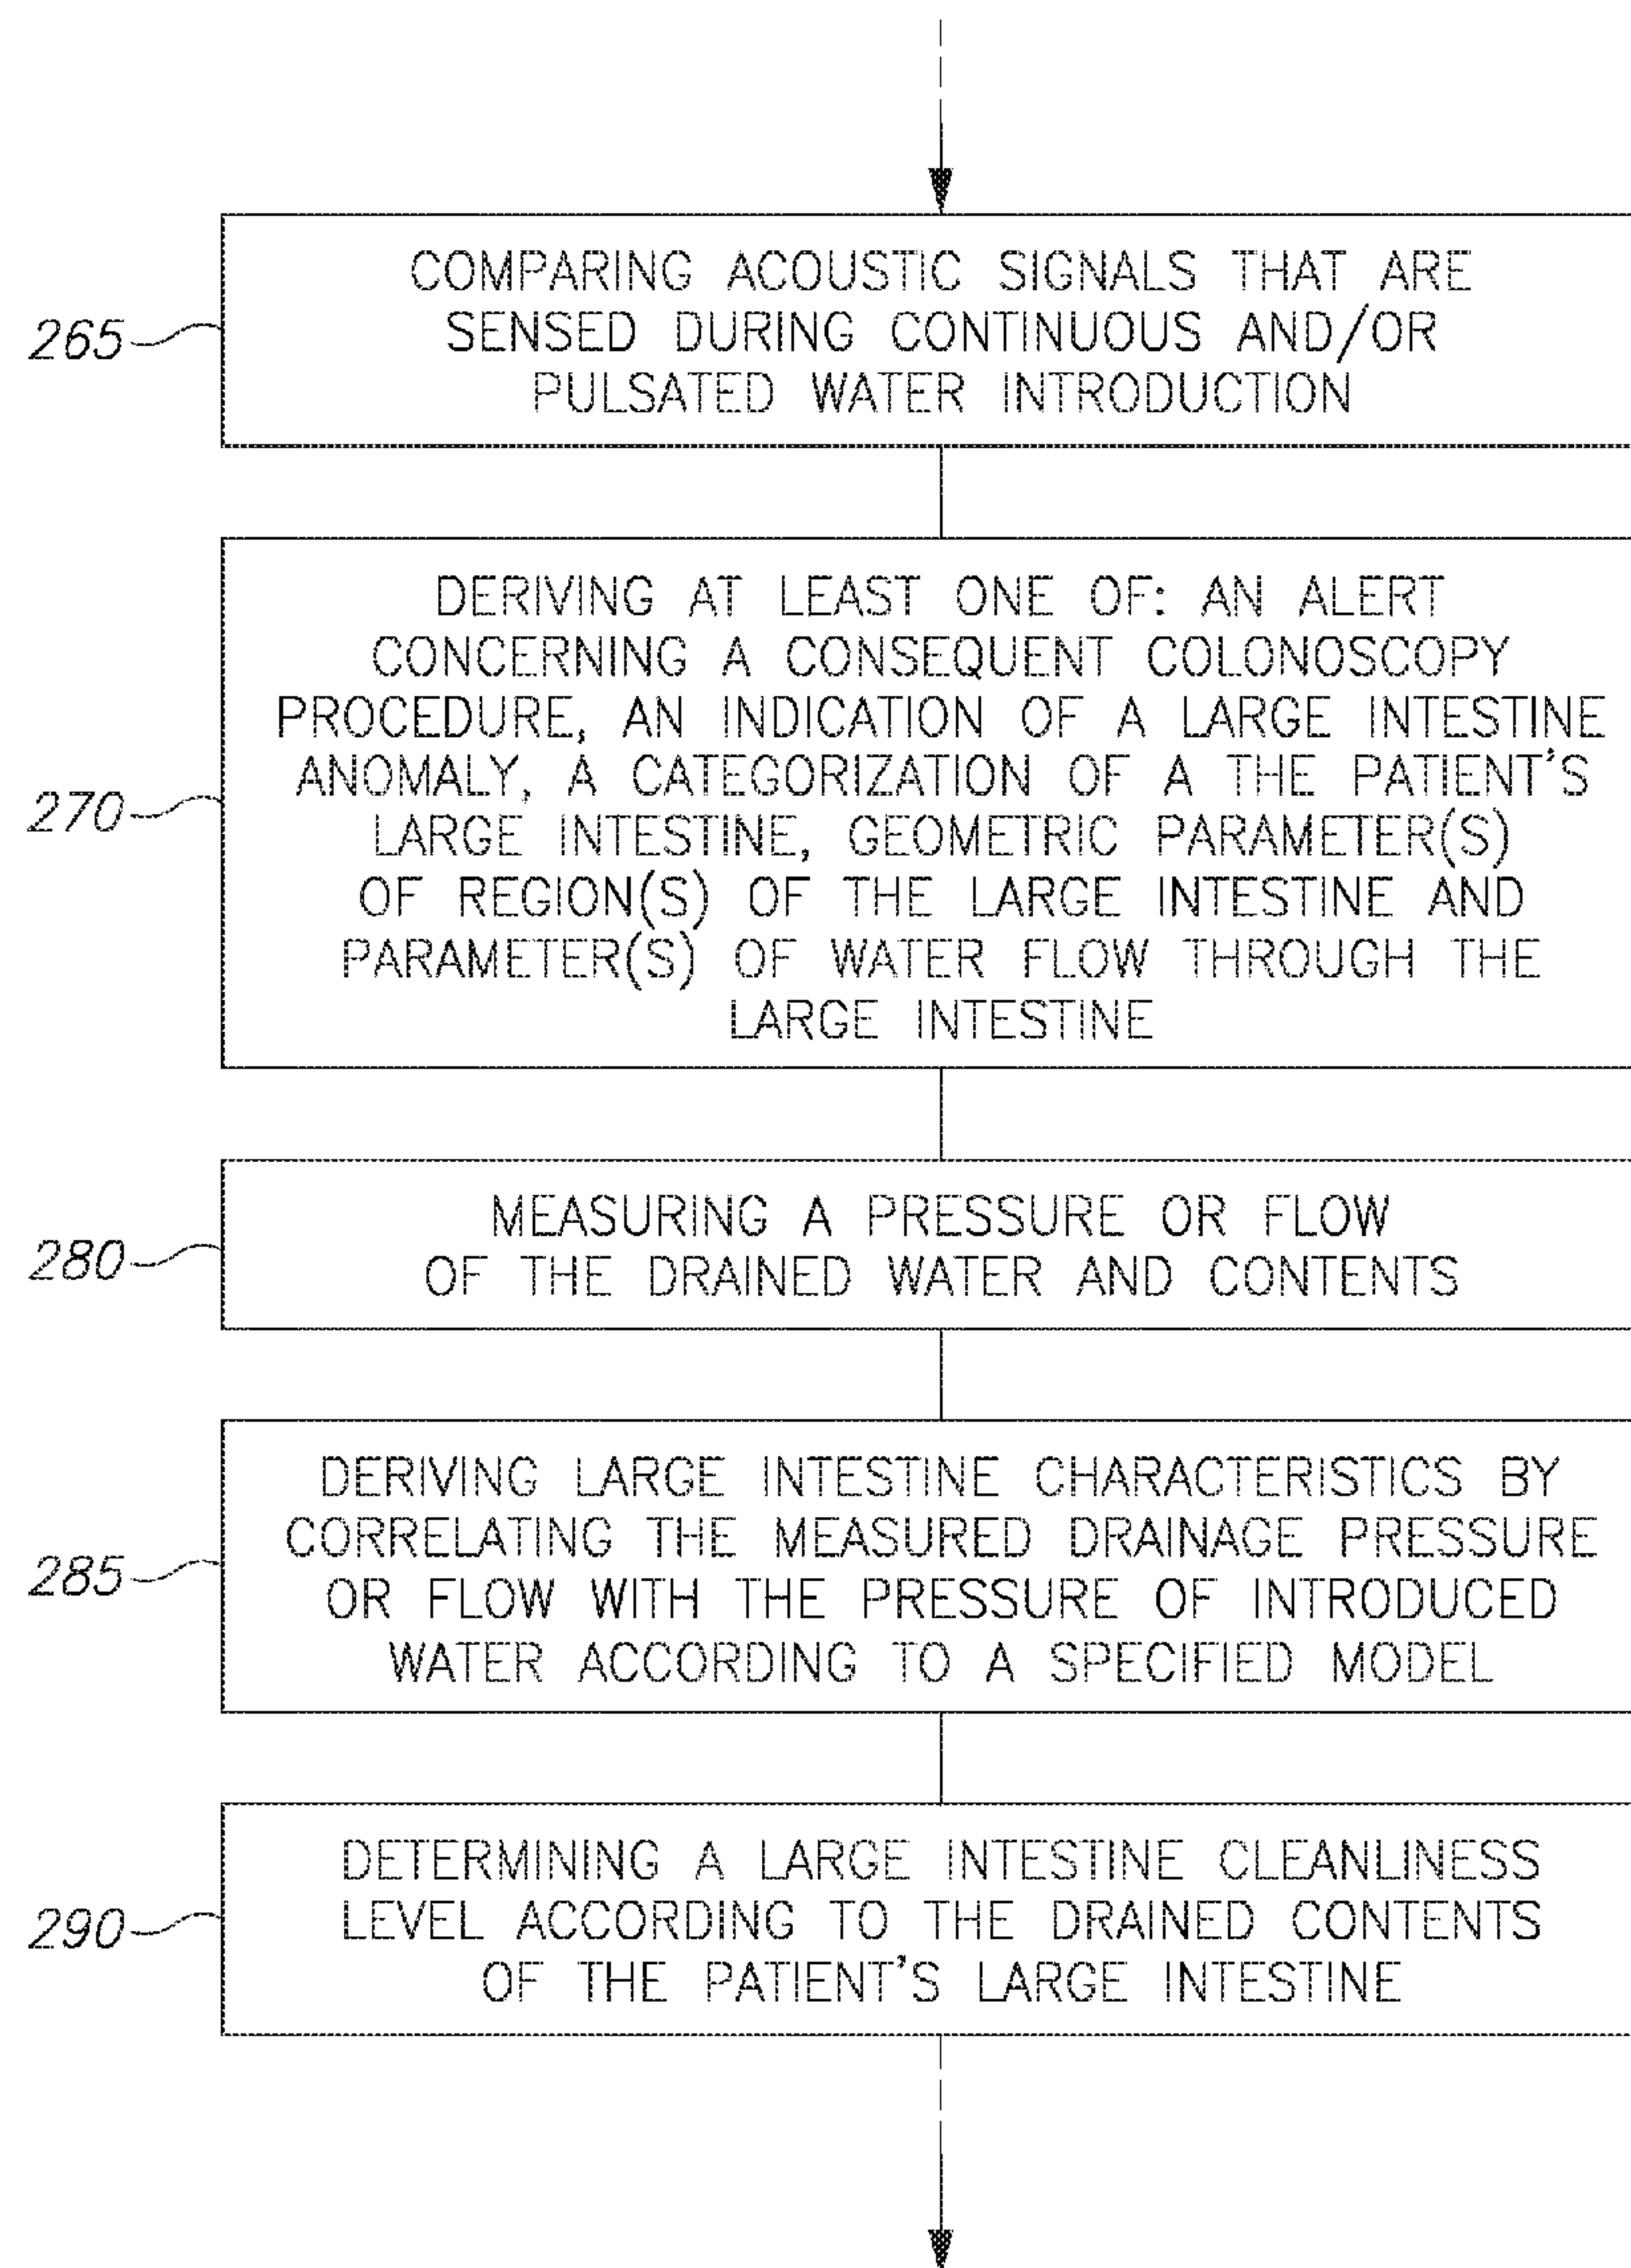 265
COMPARING ACOUSTIC SIGNALS THAT ARE
SENSED DURING CONTINUOUS AND/OR
PULSATED WATER INTRODUCTION
270
DERIVING AT LEAST ONE OF: AN ALERT
CONCERNING A CONSEQUENT COLONOSCOPY
PROCEDURE, AN INDICATION OF A LARGE INTESTINE
ANOMALY, A CATEGORIZATION OF A THE PATIENT'S
LARGE INTESTINE, GEOMETRIC PARAMETER(S)
OF REGION(S) OF THE LARGE INTESTINE AND
PARAMETER(S) OF WATER FLOW THROUGH THE
LARGE INTESTINE
280
MEASURING A PRESSURE OR FLOW
OF THE DRAINED WATER AND CONTENTS
285
DERIVING LARGE INTESTINE CHARACTERISTICS BY
CORRELATING THE MEASURED DRAINAGE PRESSURE
OR FLOW WITH THE PRESSURE OF INTRODUCED
WATER ACCORDING TO A SPECIFIED MODEL
290
DETERMINING A LARGE INTESTINE CLEANLINESS
LEVEL ACCORDING TO THE DRAINED CONTENTS
OF THE PATIENT'S LARGE INTESTINE